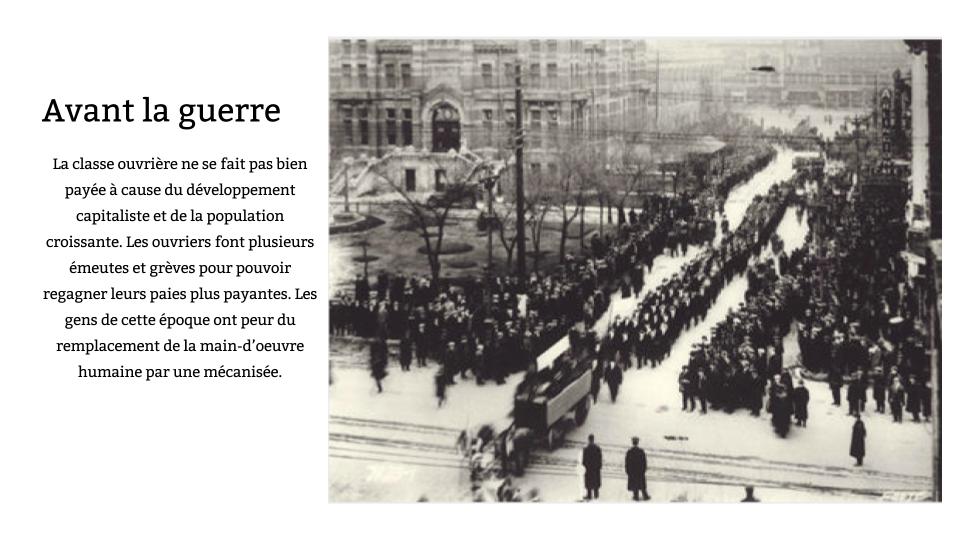 Avant la guerre
La classe ouvrière ne se fait pas bien
payée à cause du développement
capitaliste et de la population
croissante. Les ouvriers font plusieurs
émeutes et grèves pour pouvoir
regagner leurs paies plus payantes. Les
gens de cette époque ont peur du
remplacement de la main-d’oeuvre
humaine par une mécanisée.